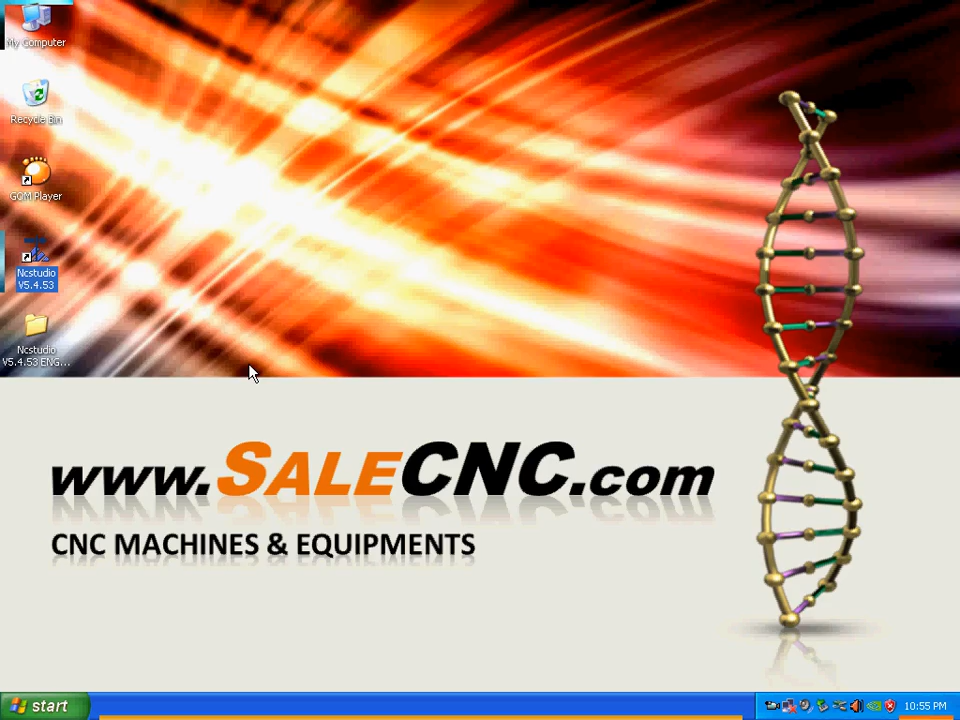 My Computer
Recycle Bin
GOM Player
Ncstudio
V5.4.53
Ncstudio
V5.4.53 ENG...
www.SALECNC.com
CNC MACHINES & EQUIPMENTS
start
10:55 PM